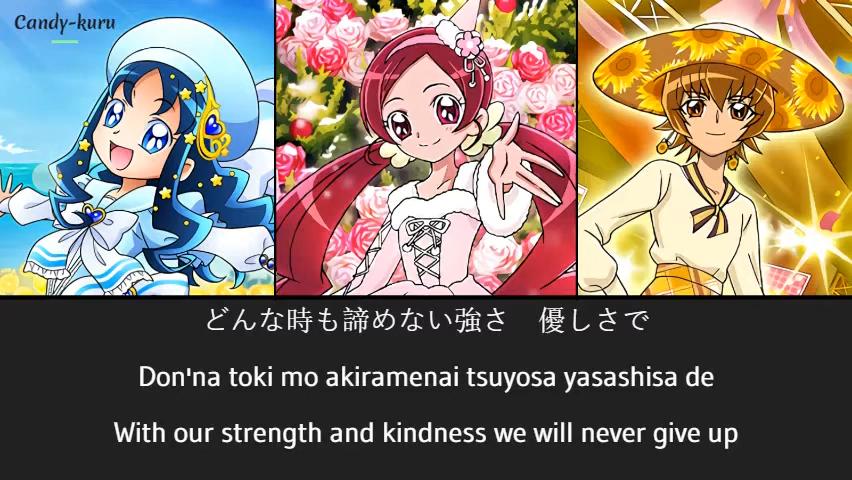 Candy-kuru
どんな時も諦めない強さ　優しさで
Don'na toki mo akiramenai tsuyosa yasashisa de
With our strength and kindness we will never give up